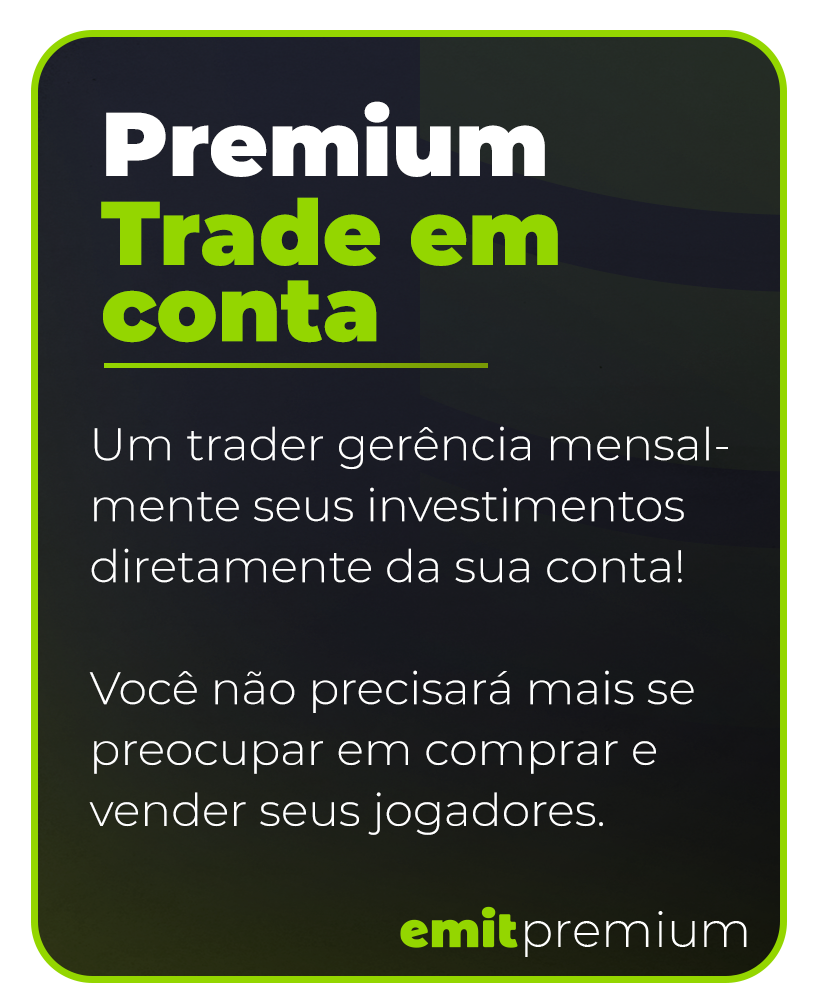 Premium
Trade em
conta
Um trader gerência mensal-
mente seus investimentos
diretamente da sua conta!
Você não precisará mais se
preocupar em comprar e
vender seus jogadores.
emitpremium